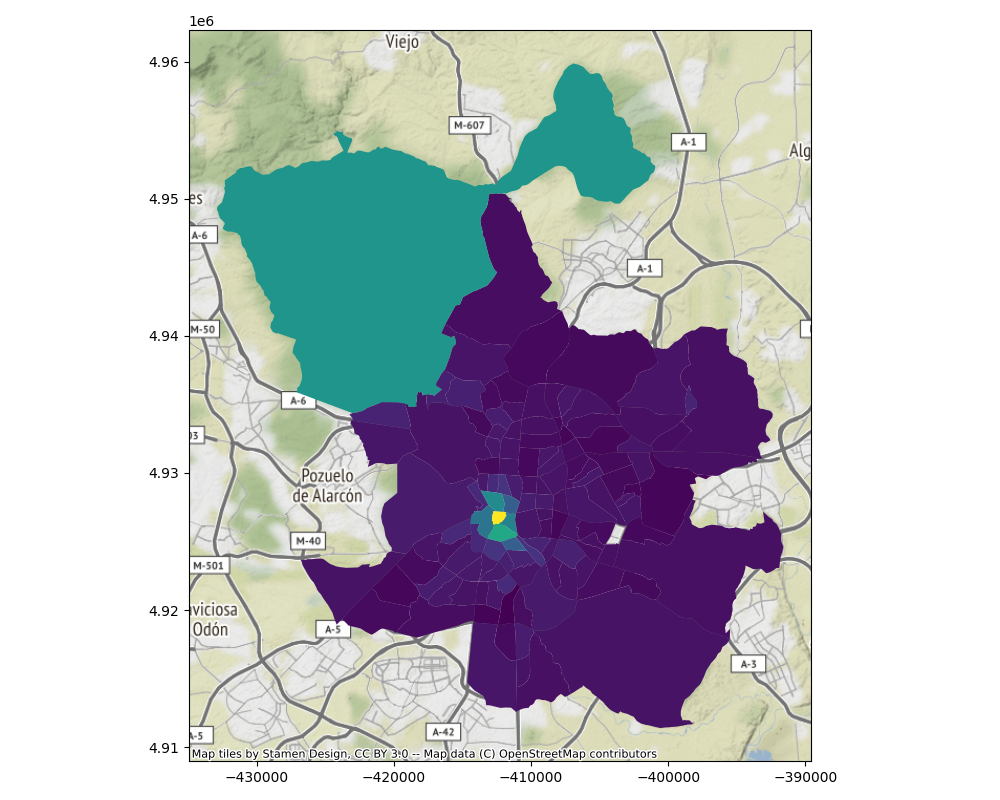 1e6
Viejo
4.96
M-607
A-1
Alg
4.95
es
A-6
A-1
4.94
M-50
A-6
03
4.93
Pozuelo
de Alarcón
M-40
M-501
4.92
aviciosa
Odón
A-5
A-3
A-42
A-5
4.91
Map tiles by Stamen Design, CC BY 3.0 -- Map data (C) OpenStreetMap contributors
−430000 −420000 −410000 −400000 −390000